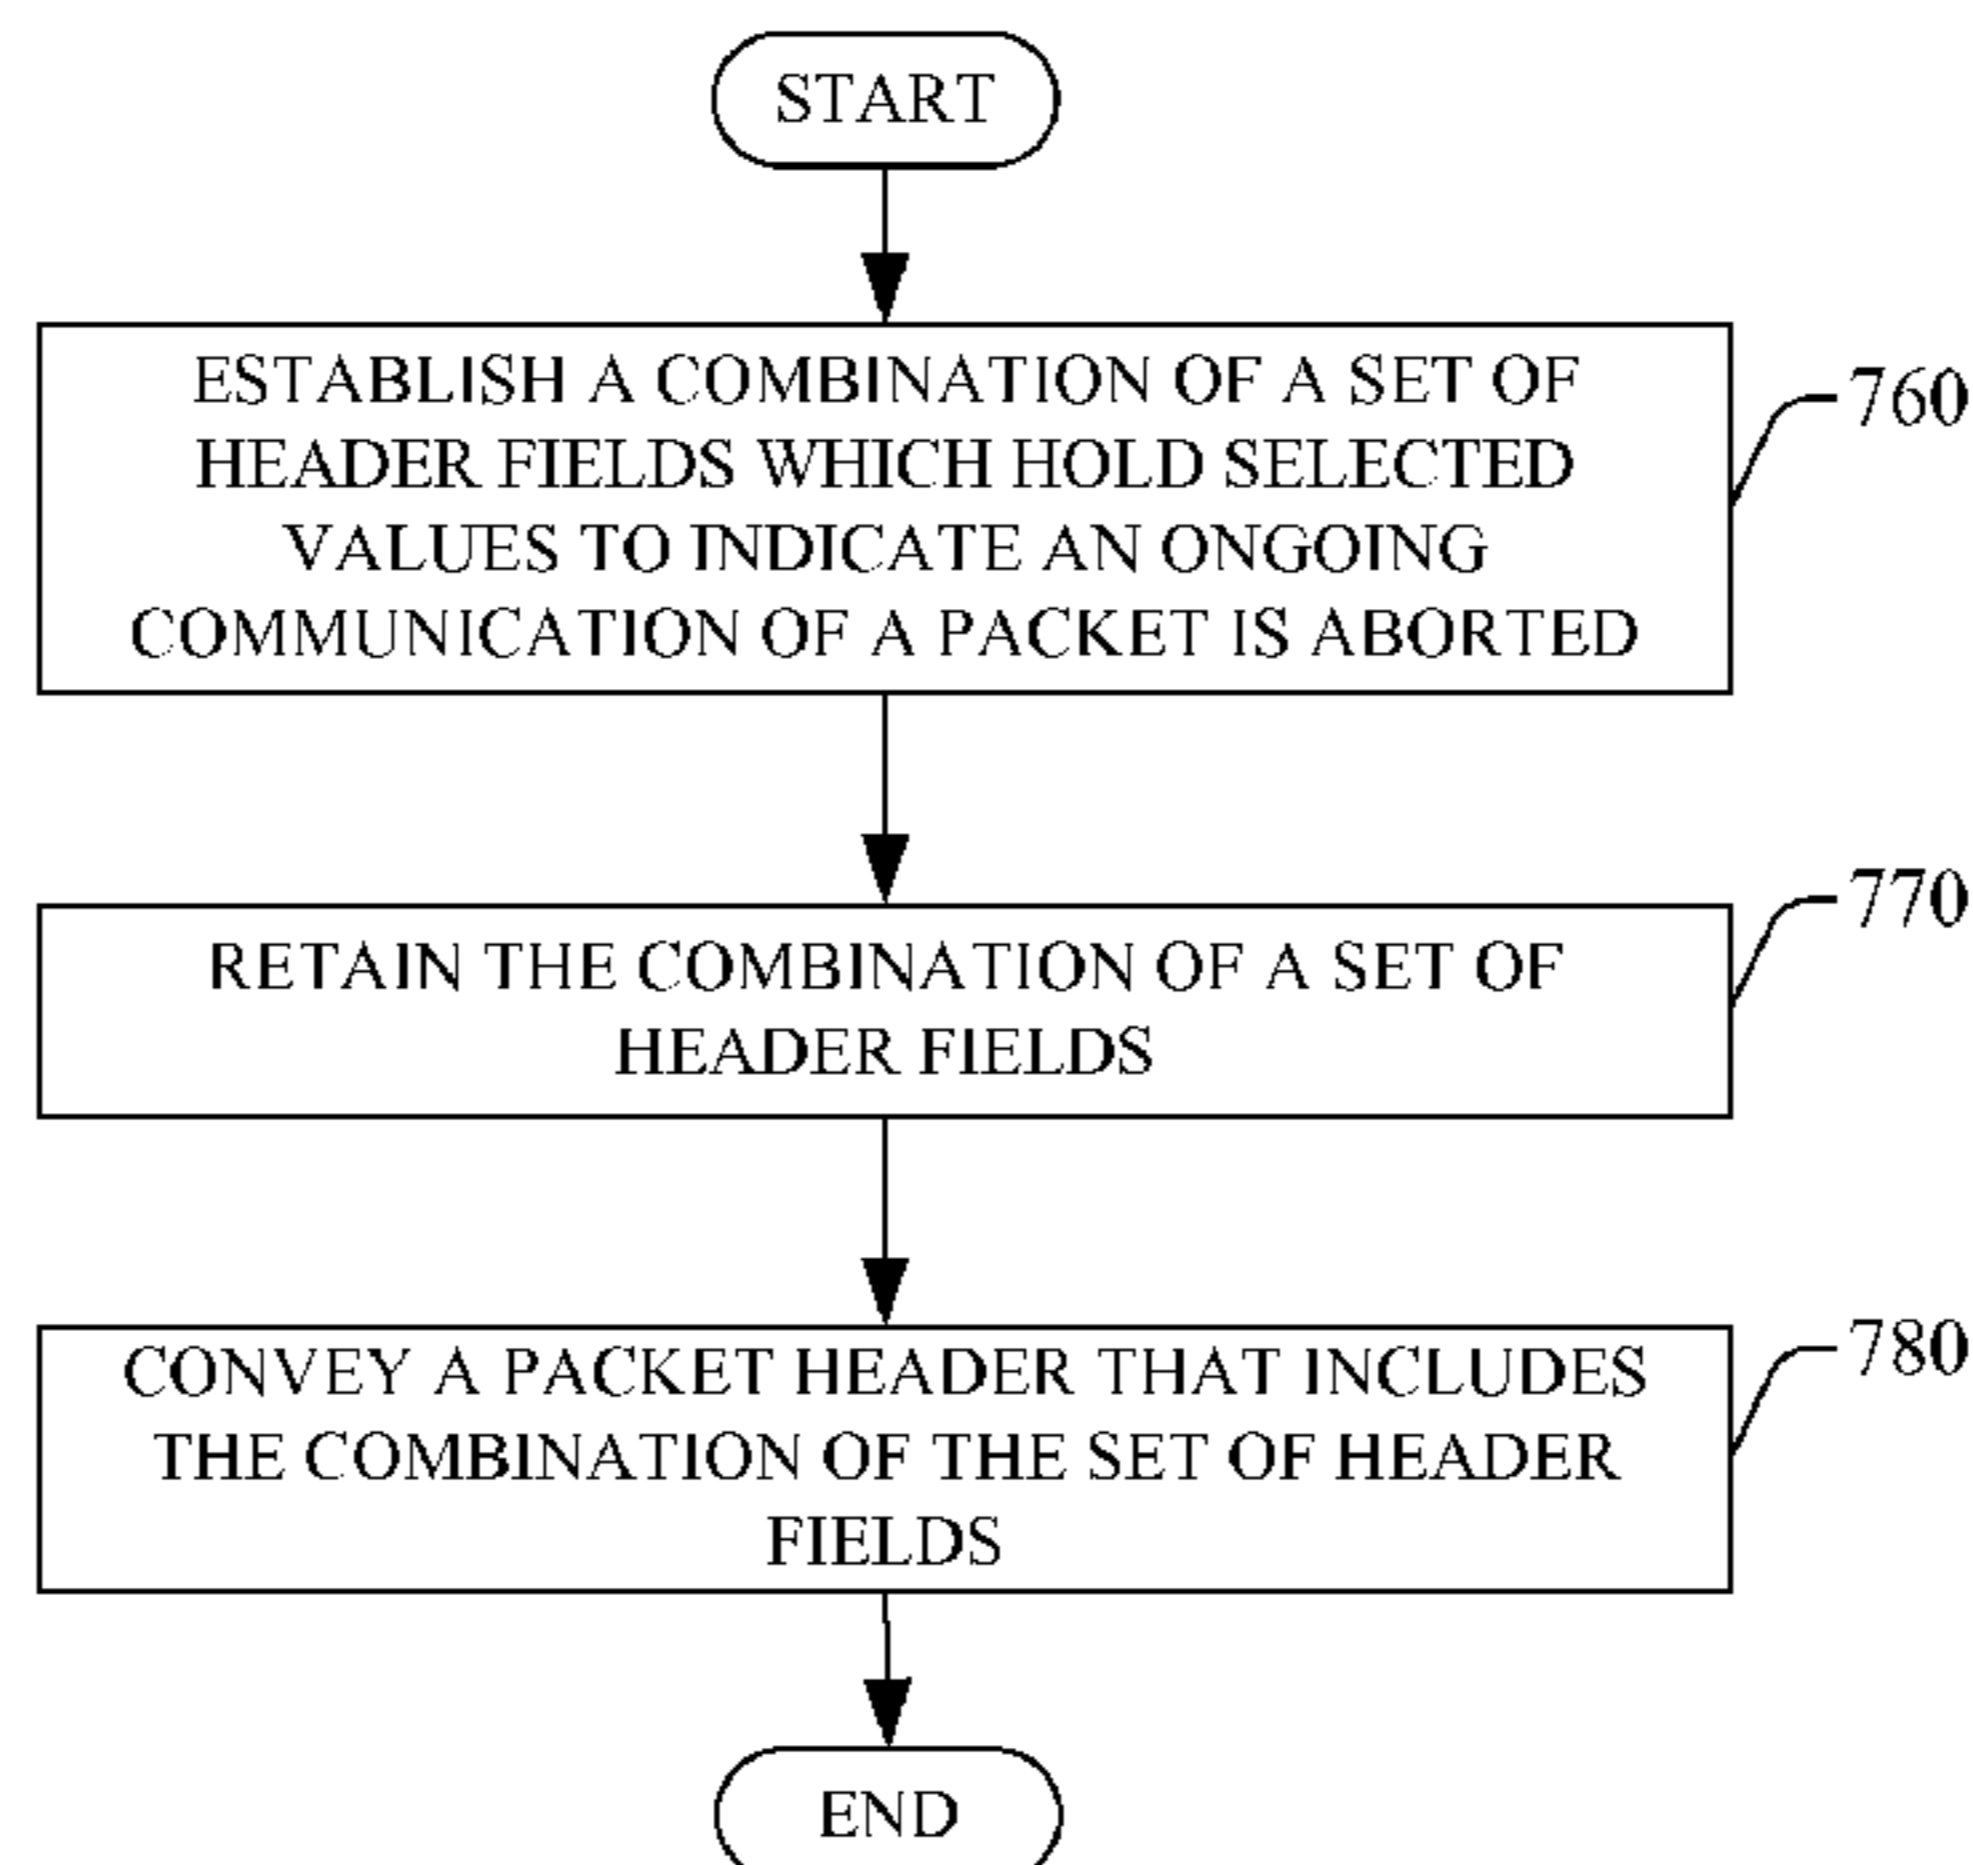 START
ESTABLISH A COMBINATION OF A SET OF
HEADER FIELDS WHICH HOLD SELECTED
VALUES TO INDICATE AN ONGOING
COMMUNICATION OF A PACKET IS ABORTED
760
RETAIN THE COMBINATION OF A SET OF
HEADER FIELDS
770
CONVEY A PACKET HEADER THAT INCLUDES
THE COMBINATION OF THE SET OF HEADER
FIELDS
780
END